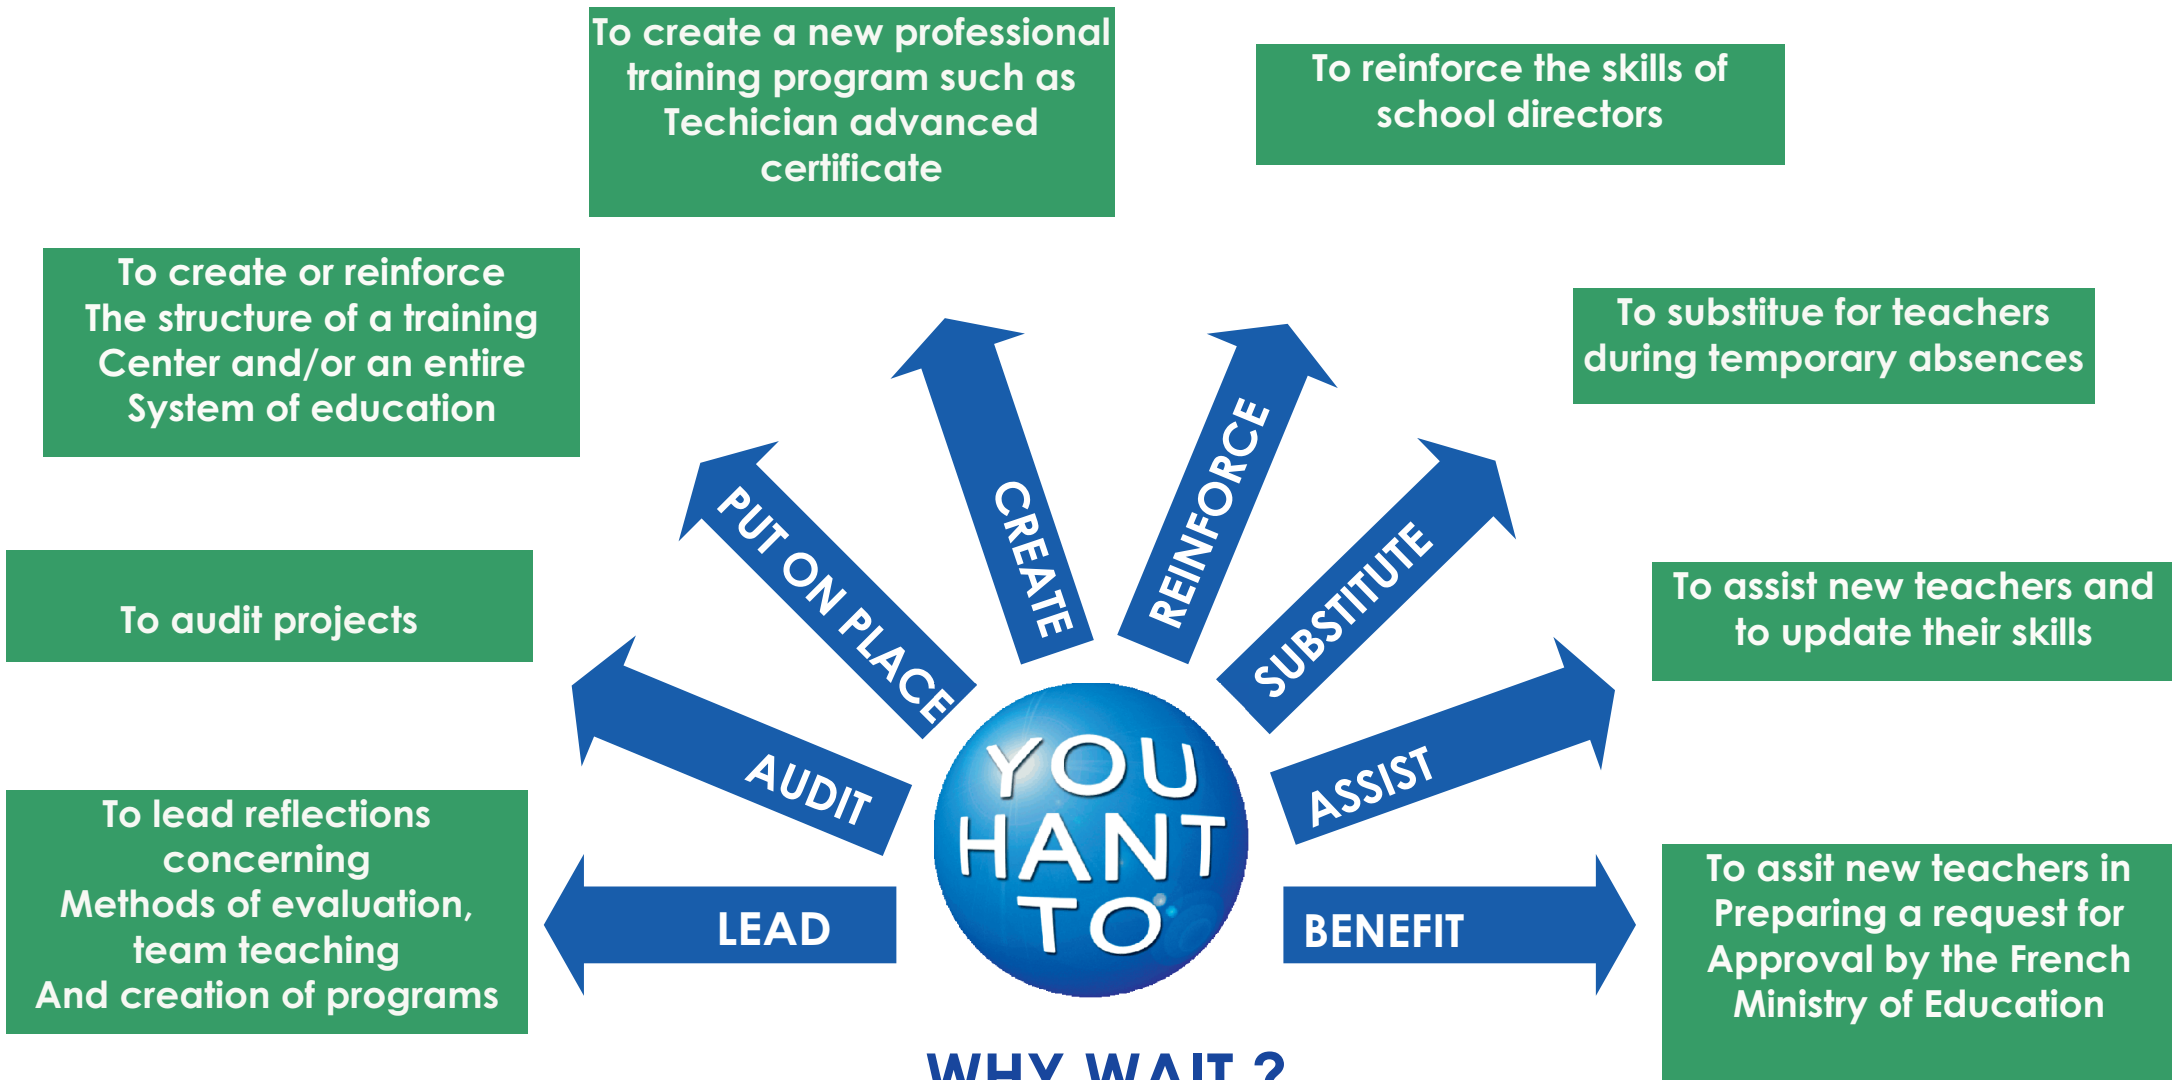 To create a new professional
training program such as
Techician advanced
certificate
To reinforce the skills of
school directors
To create or reinforce
The structure of a training
Center and/or an entire
System of education
To substitue for teachers
during temporary absences
To audit projects
To assist new teachers and
to update their skills
To lead reflections
concerning
Methods of evaluation,
team teaching
And creation of programs
To assit new teachers in
Preparing a request for
Approval by the French
Ministry of Education
LEAD
AUDIT
PUT ON PLACE
CREATE
REINFORCE
SUBSTITUTE
ASSIST
BENEFIT
YOU
HANT
TO
WHY WAIT ?